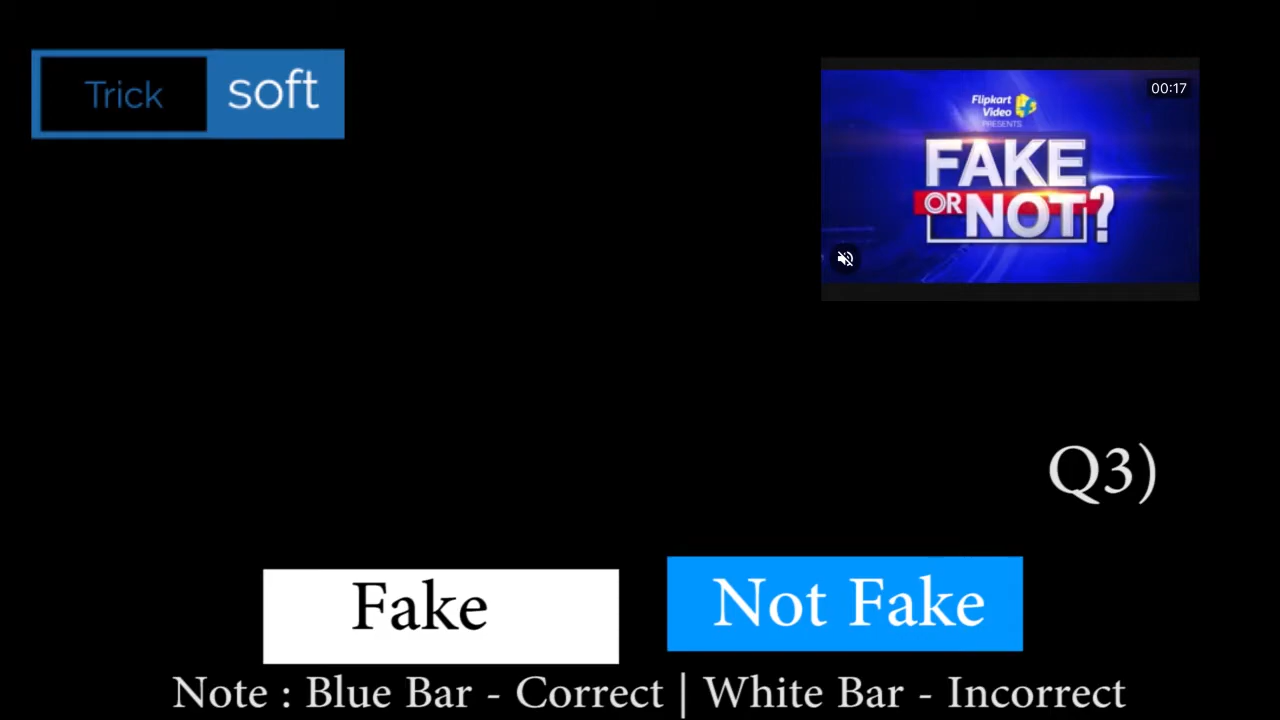 Trick soft
00:17
Flipkart
Video
PRESENTS
FAKE
OR NOT?
Q3)
Fake
Not Fake
Note : Blue Bar - Correct | White Bar - Incorrect